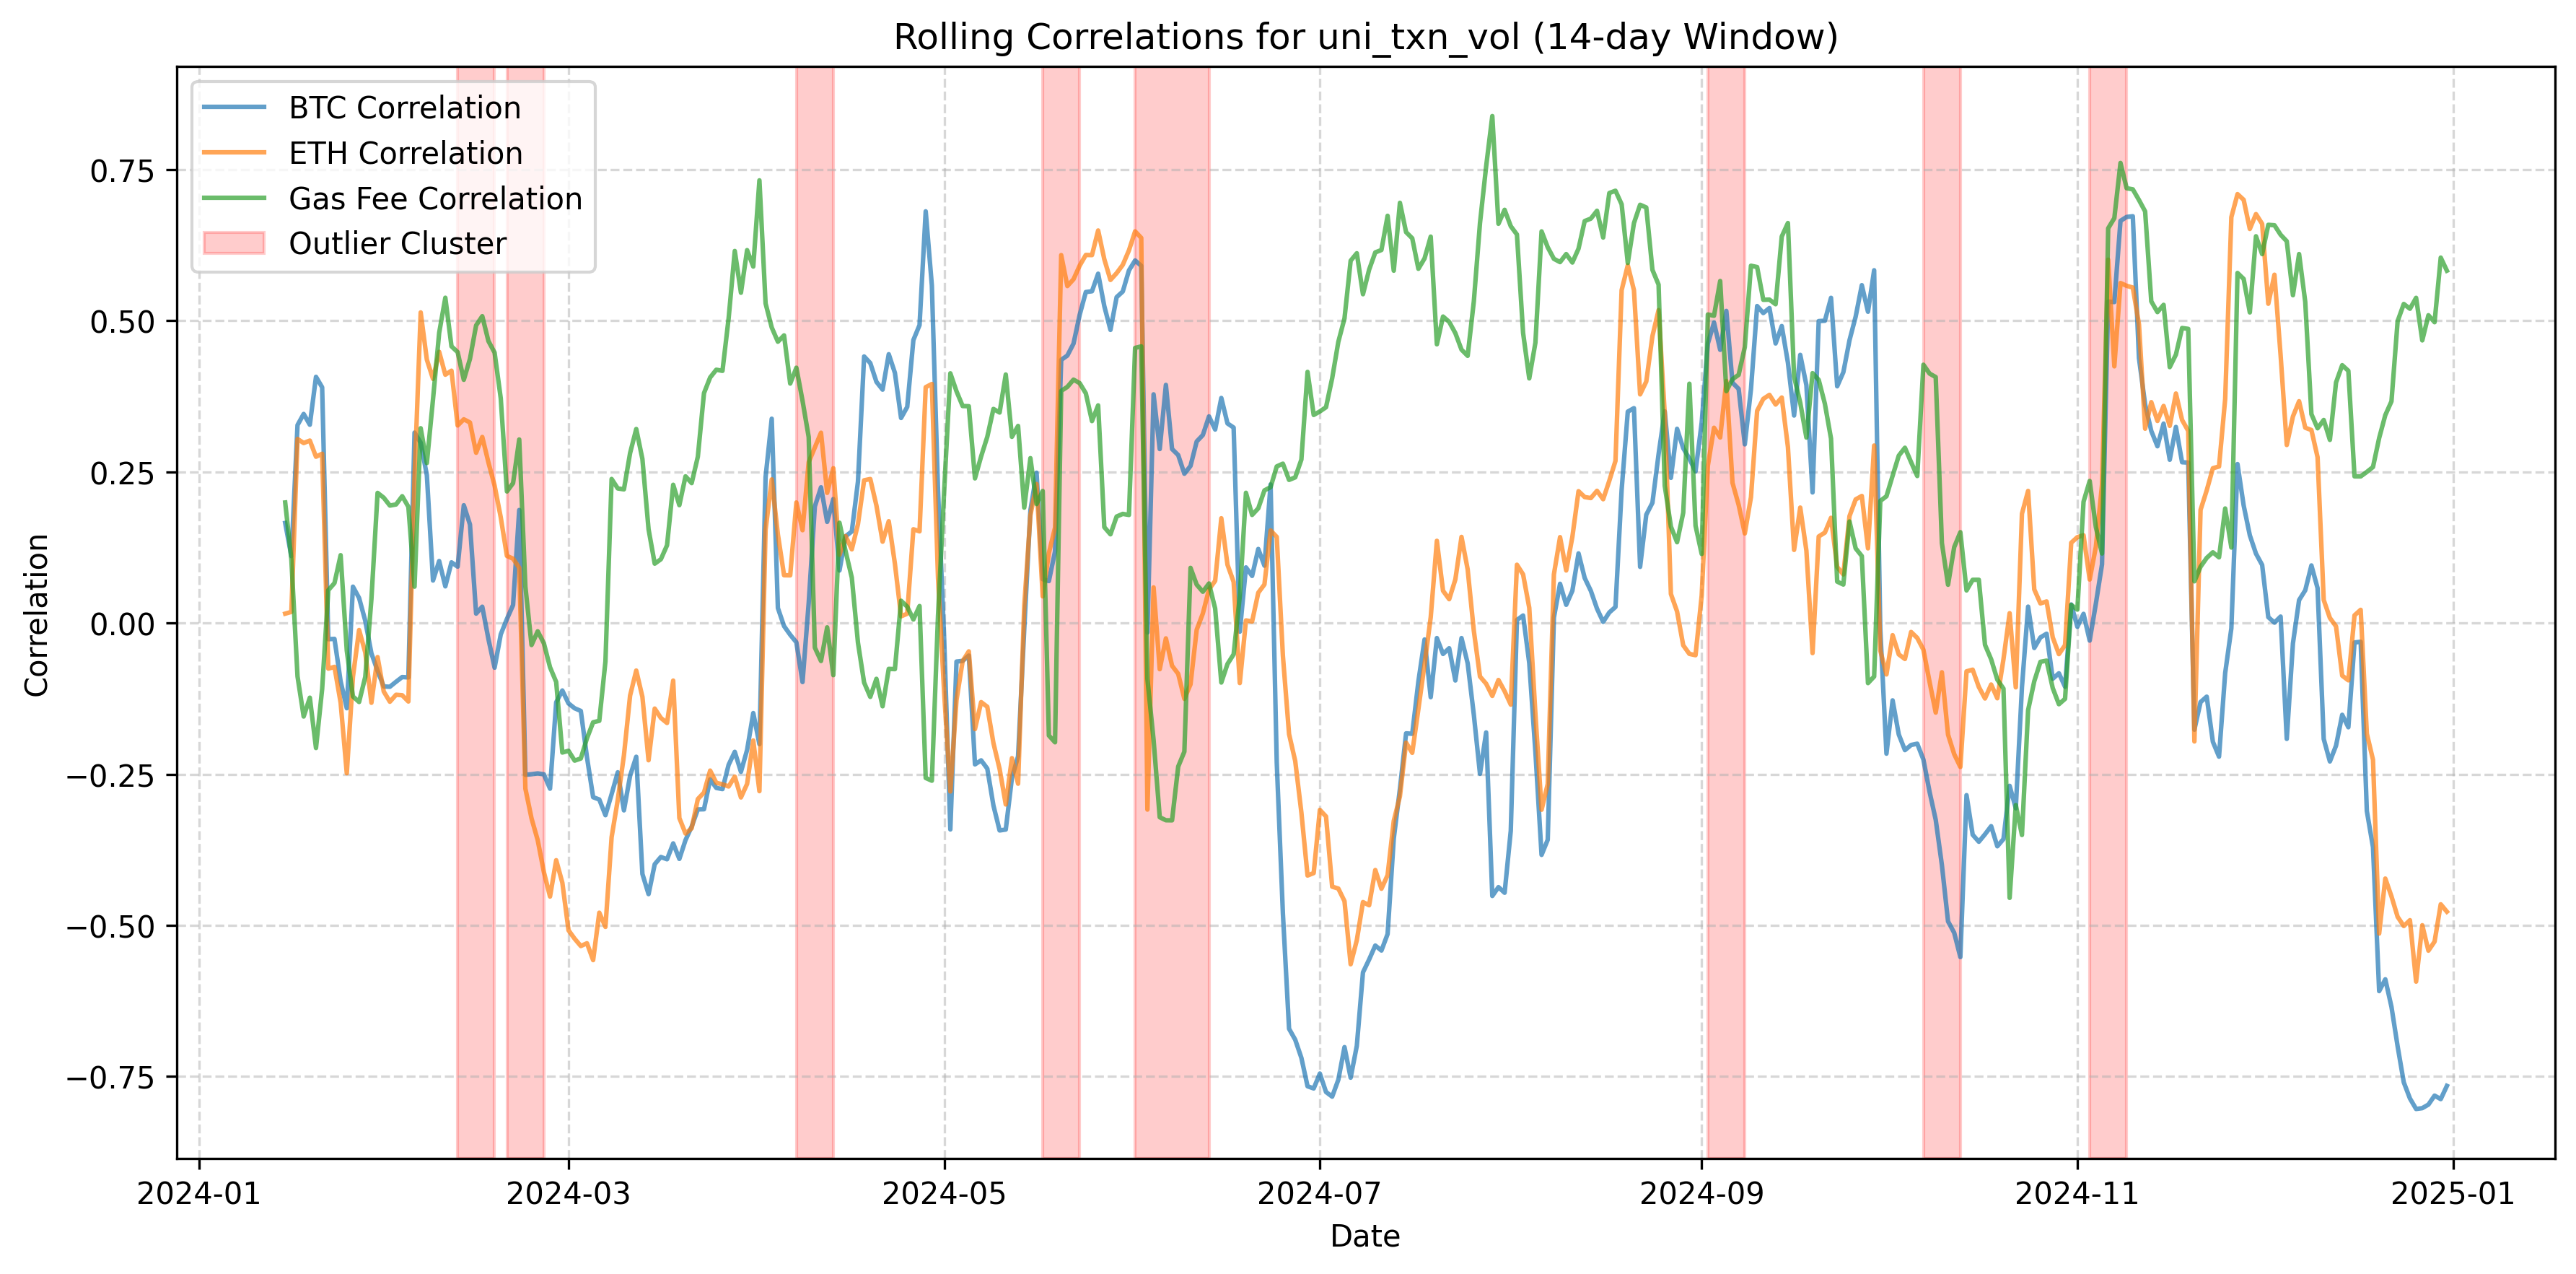 Rolling Correlations for uni_txn_vol (14-day Window)
BTC Correlation
ETH Correlation
Gas Fee Correlation
Outlier Cluster
Correlation
0.75
0.50
0.25
0.00
−0.25
−0.50
−0.75
2024-01
2024-03
2024-05
2024-07
2024-09
2024-11
2025-01
Date